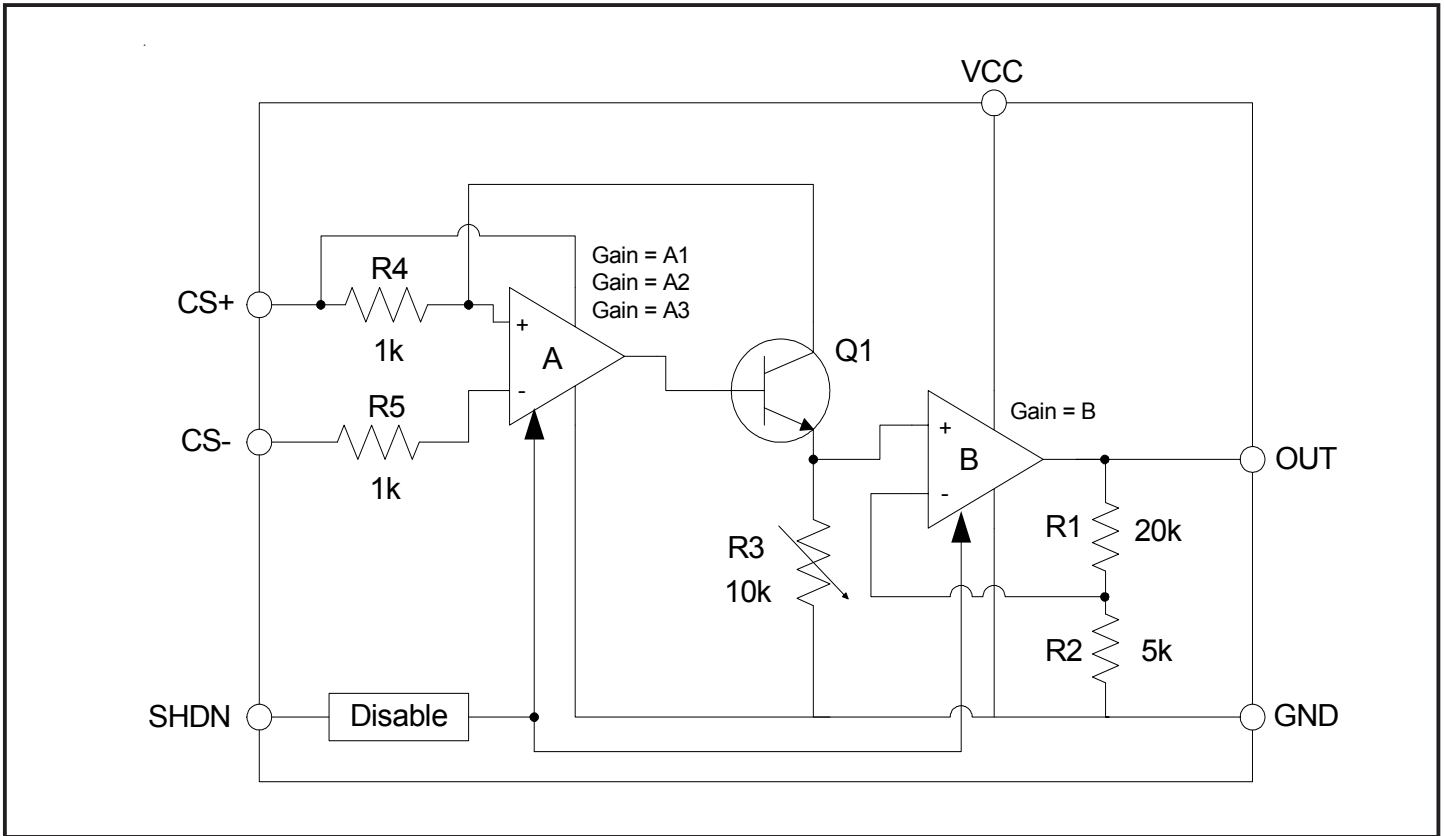 VCC
Gain = A1
Gain = A2
Gain = A3
R4
CS+
+
1k
A
Q1
-
R5
CS-
1k
Gain = B
+
B
OUT
-
R1
20k
R3
10k
R2
5k
SHDN
Disable
GND